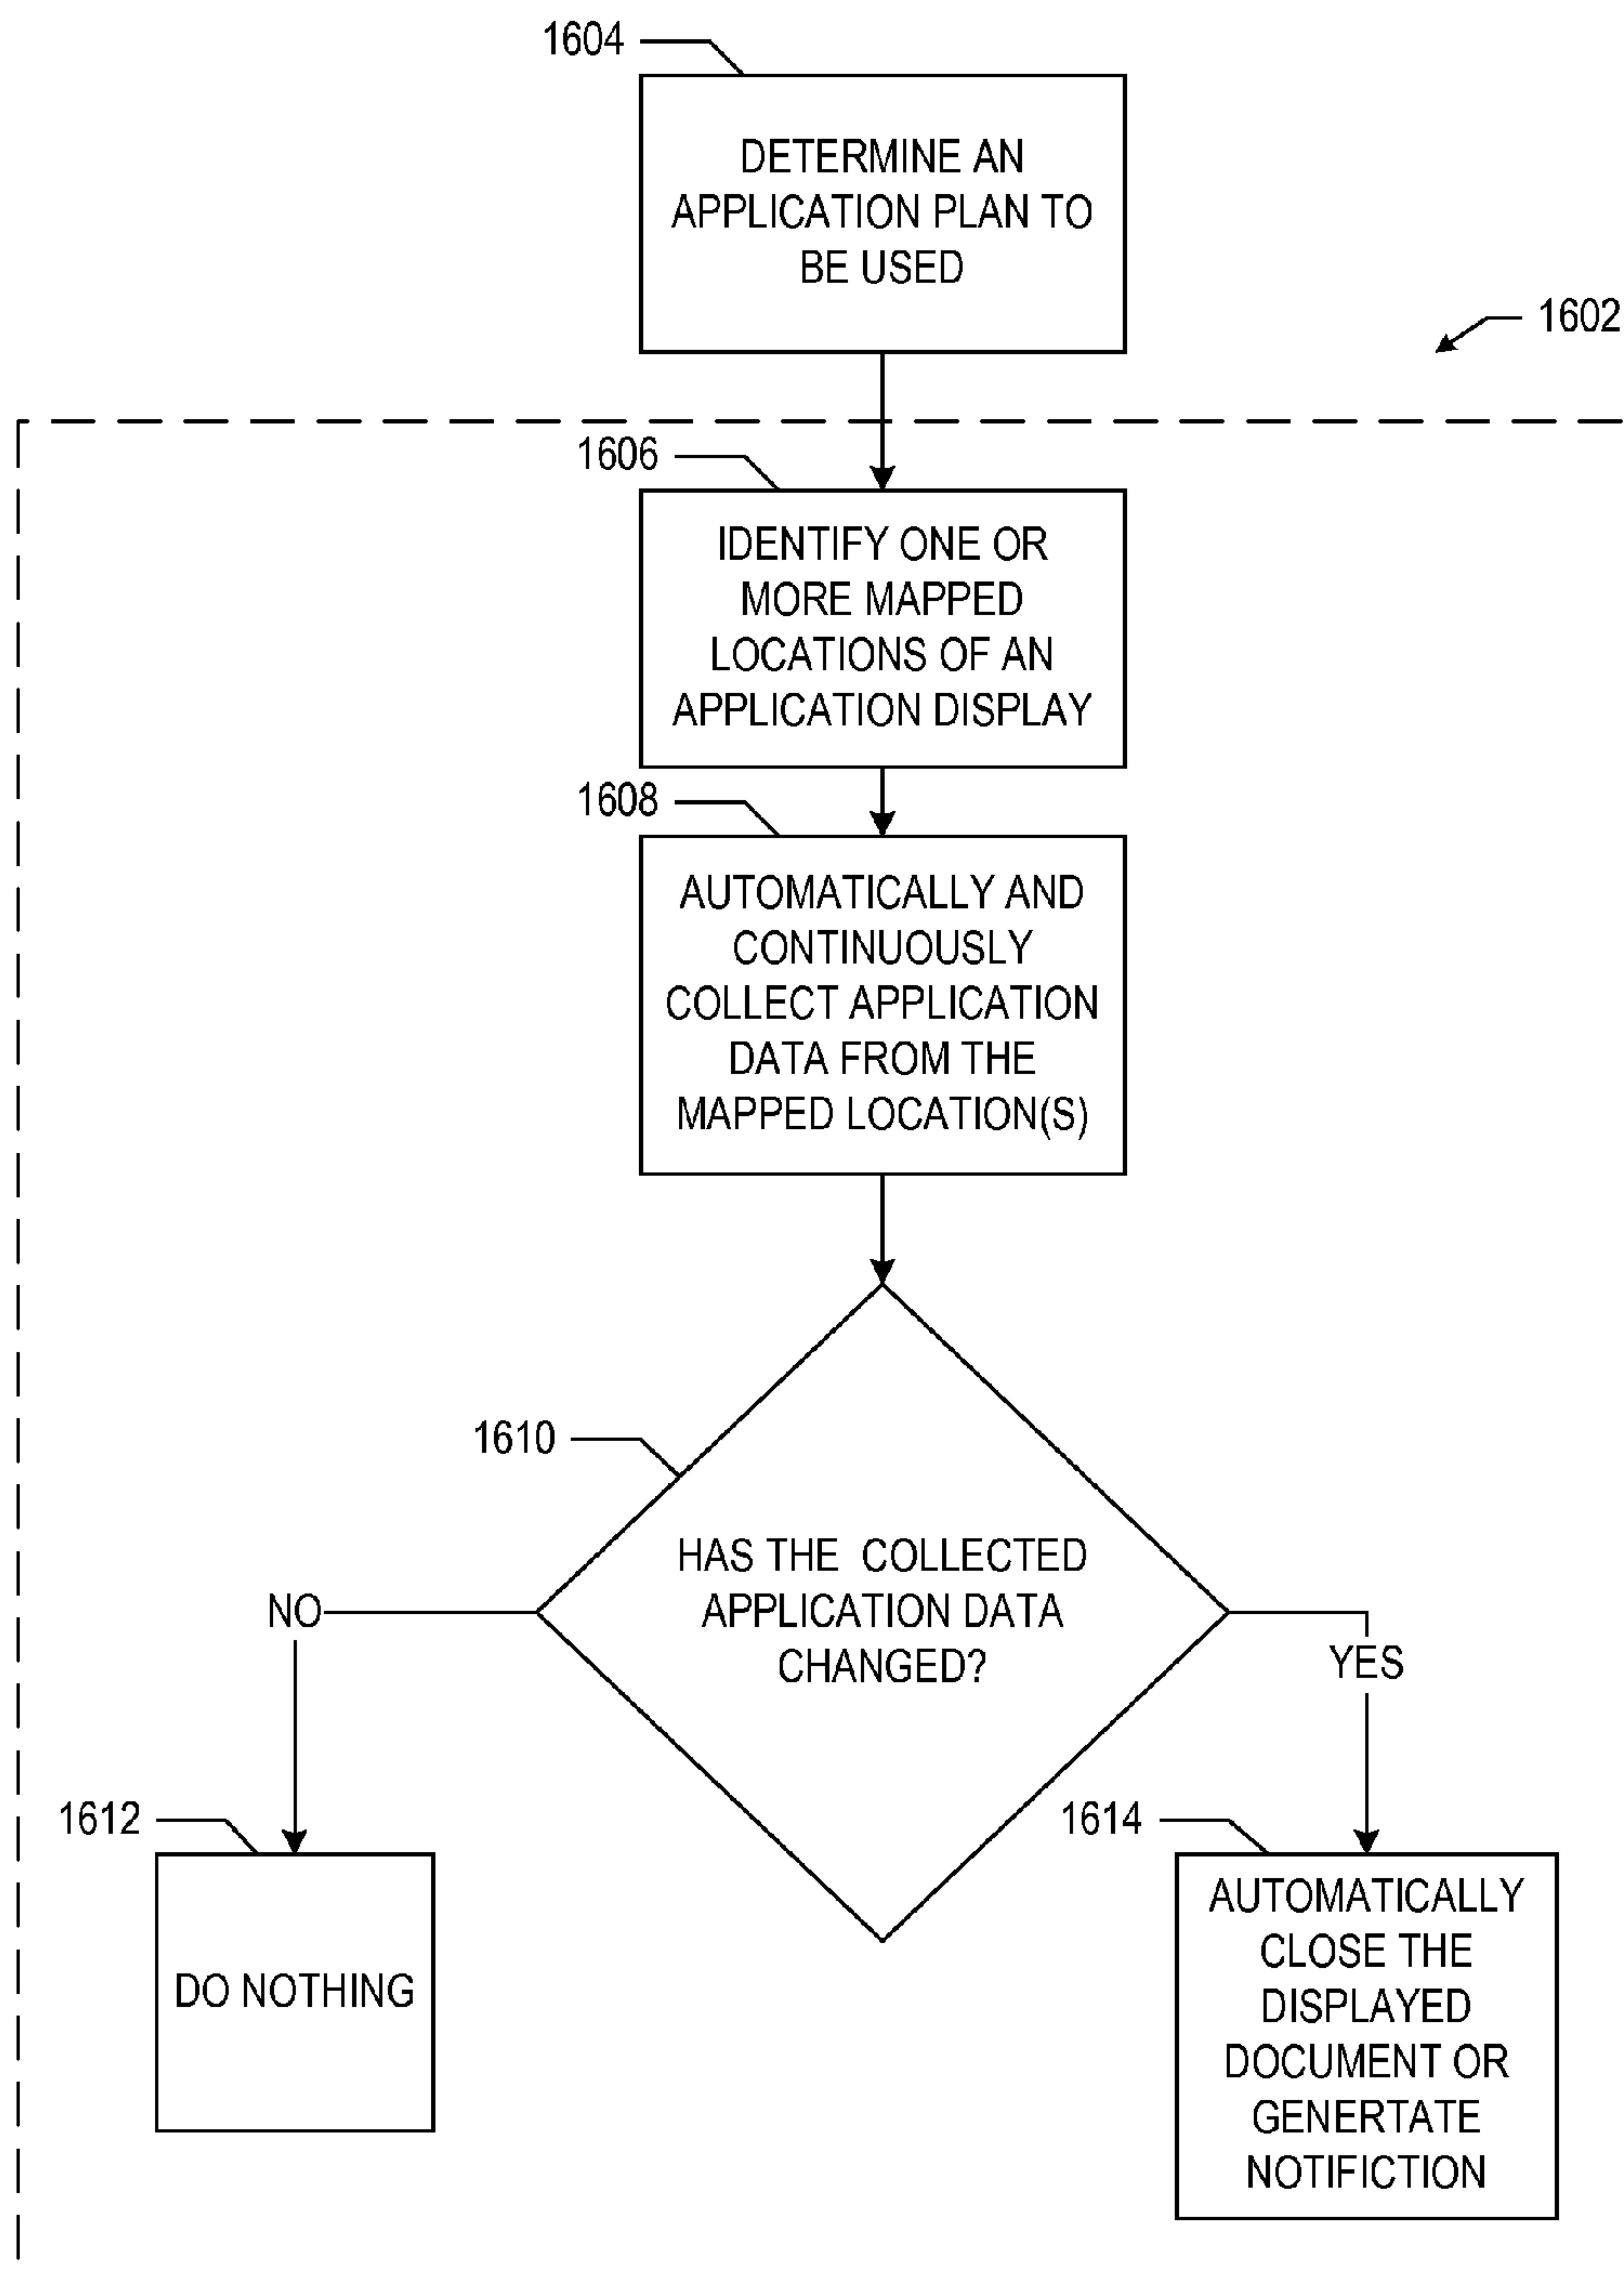 1604
DETERMINE AN
APPLICATION PLAN TO
BE USED
1602
1606
IDENTIFY ONE OR
MORE MAPPED
LOCATIONS OF AN
APPLICATION DISPLAY
1608
AUTOMATICALLY AND
CONTINUOUSLY
COLLECT APPLICATION
DATA FROM THE
MAPPED LOCATION(S)
1610
HAS THE COLLECTED
APPLICATION DATA
CHANGED?
NO
YES
1612
DO NOTHING
1614
AUTOMATICALLY
CLOSE THE
DISPLAYED
DOCUMENT OR
GENERTATE
NOTIFICTION